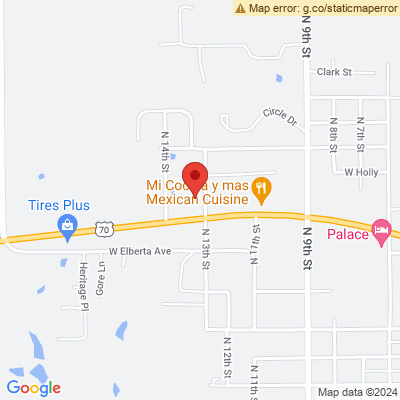 Map error: g.co/staticmaperror
N 9th St
Clark St
Circle Dr
N 8th St
N 7th St
N 14th St
W Holly
Mi Cocina y mas
Mexican Cuisine
Tires Plus
70
N 11th St
Palace
W Elberta Ave
N 13th St
N 9th St
Gore Ln
Heritage Pl
N 12th St
N 11th St
Google
Map data ©2024